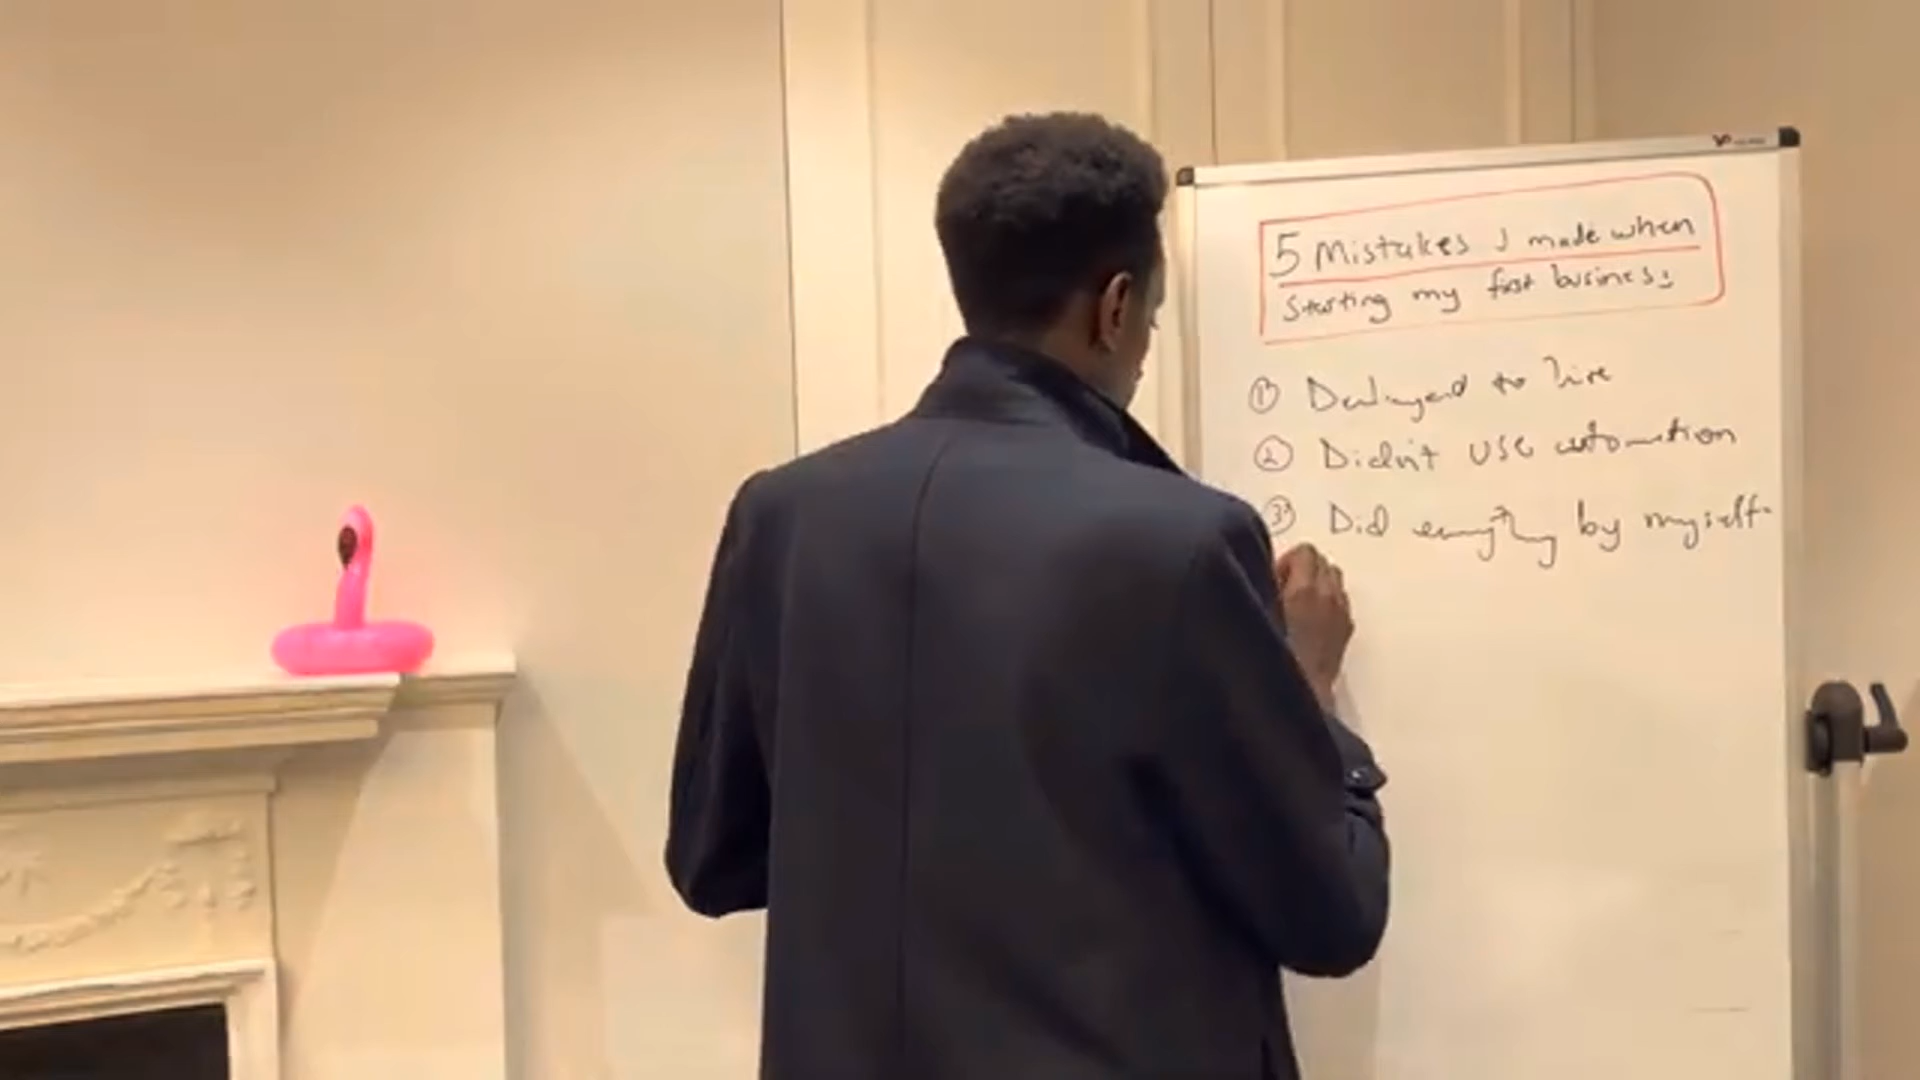 5 Mistakes I made when
Starting my first business:
① Delayed to hire
② Didn't use automation
③ Did everything by myself